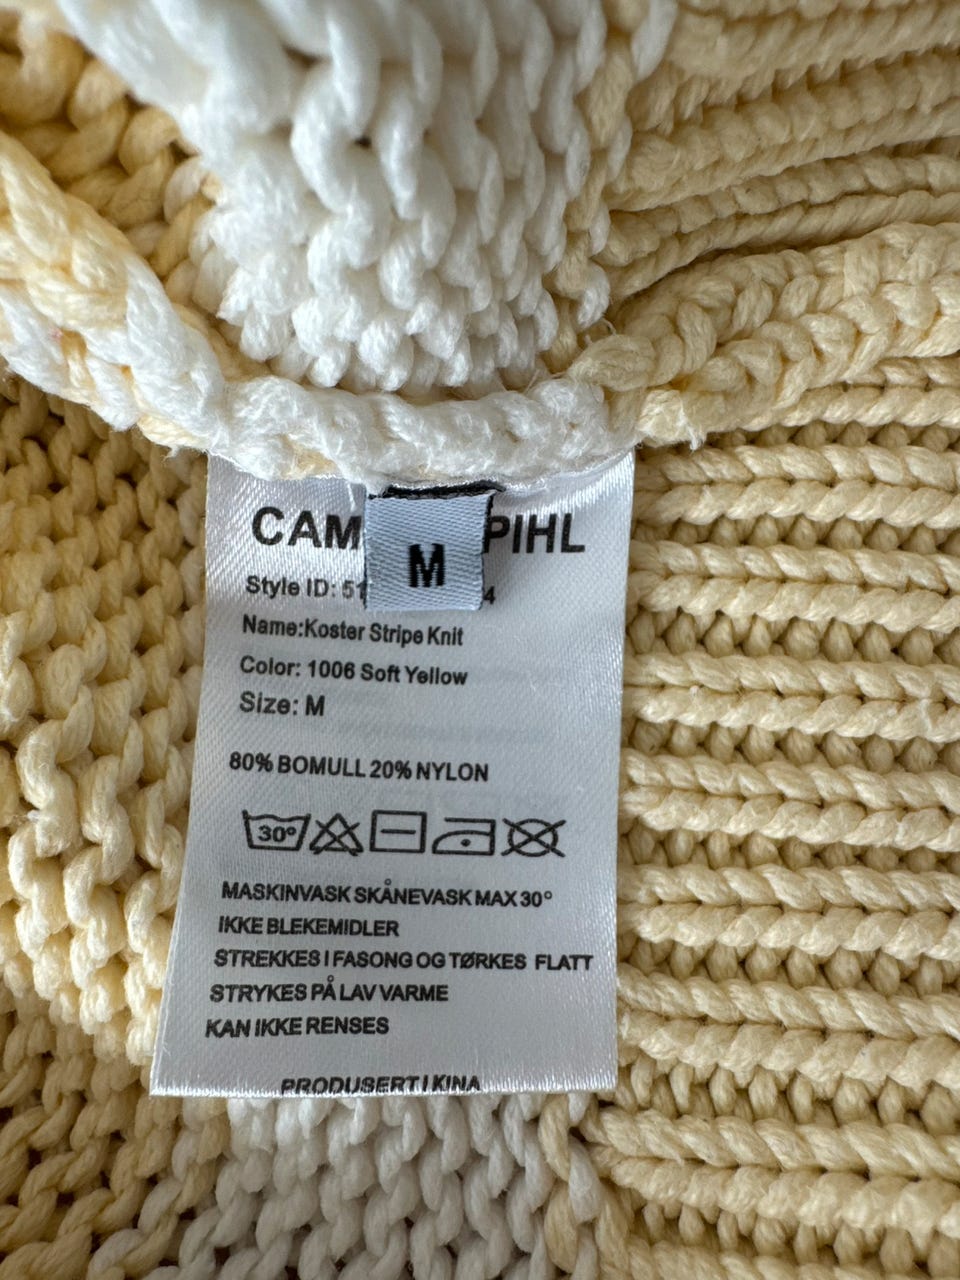 CAM PIHL
M
Style ID: 51 4
Name:Koster Stripe Knit
Color: 1006 Soft Yellow
Size: M
80% BOMULL 20% NYLON
30°
MASKINVASK SKÅNEVASK MAX 30°
IKKE BLEKEMIDLER
STREKKES I FASONG OG TØRKES FLATT
STRYKES PÅ LAV VARME
KAN IKKE RENSES
PRODUSERT I KINA